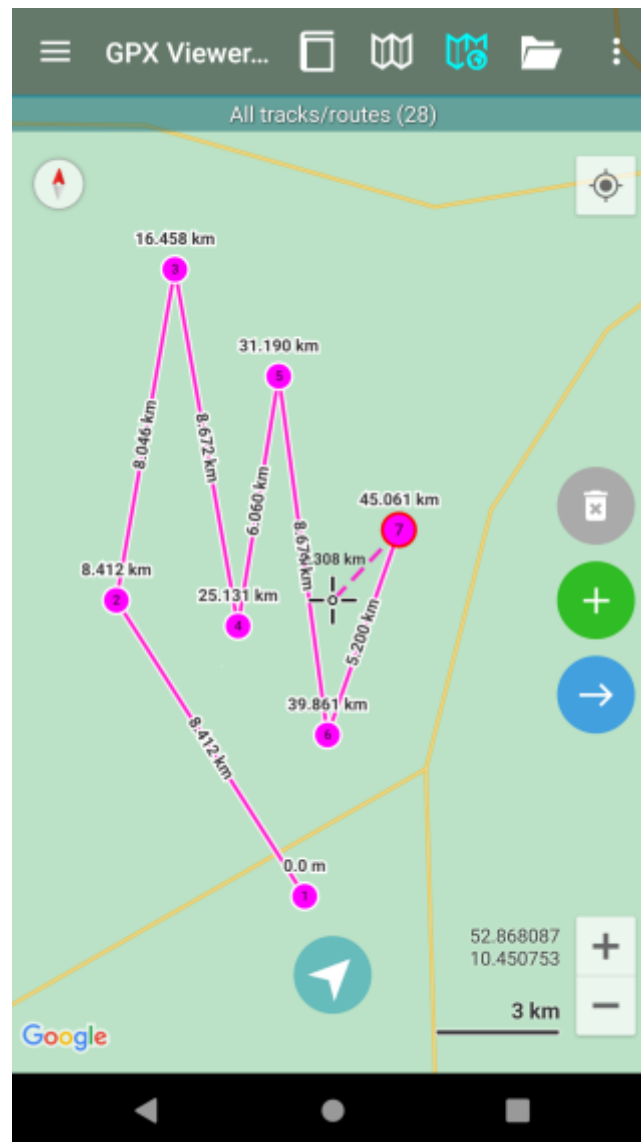 GPX Viewer...
All tracks/routes (28)
16.458 km
3
31.190 km
5
8.046 km
8.672 km
6.060 km
45.061 km
7
308 km
8.412 km
2
25.131 km
4
5.200 km
39.861 km
6
8.412 km
0.0 m
1
52.868087
10.450753
3 km
Google